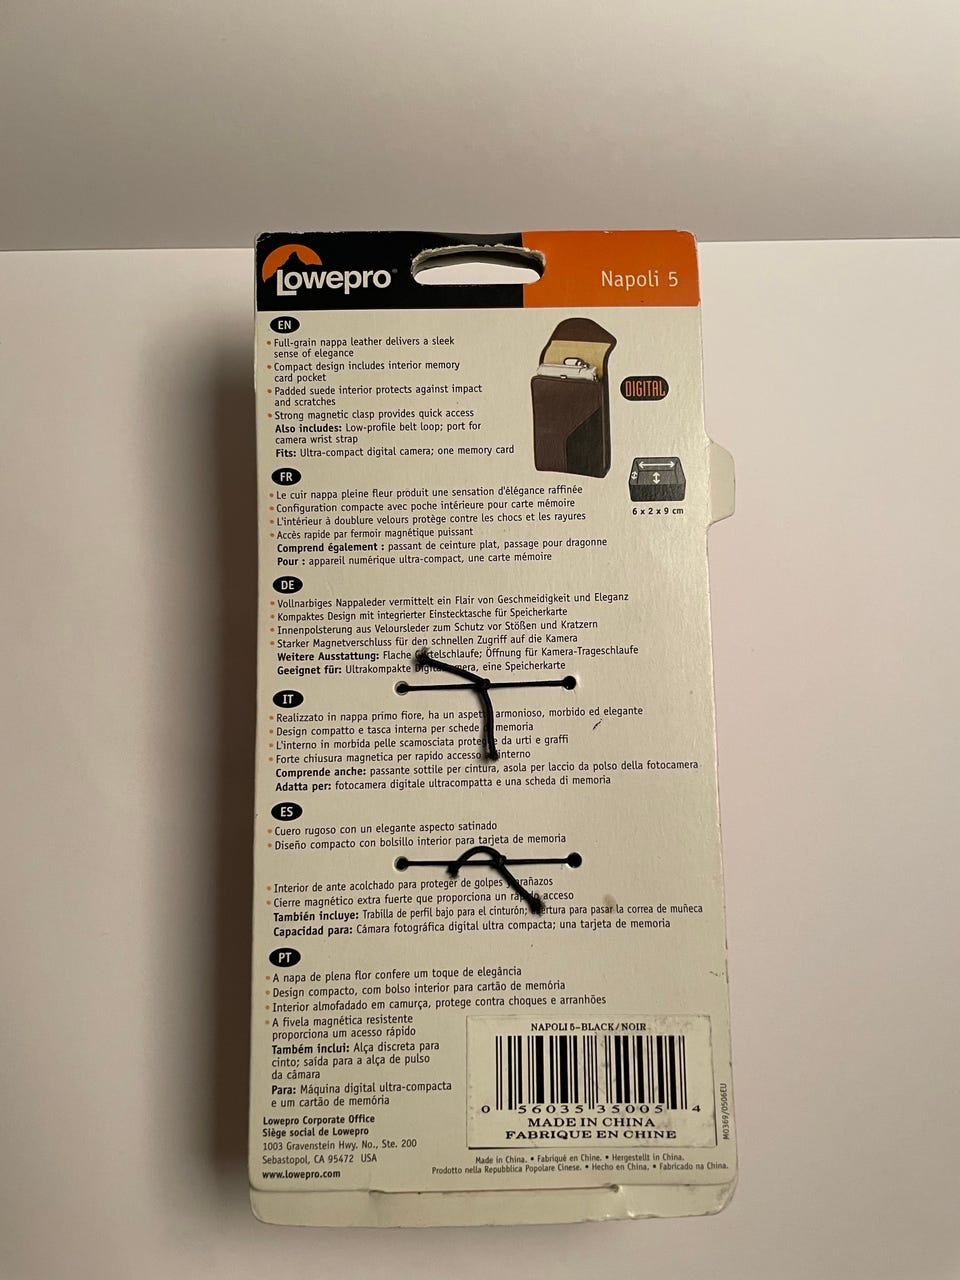 Lowepro®
Napoli 5
EN
• Full-grain nappa leather delivers a sleek
sense of elegance
• Compact design includes interior memory
card pocket
• Padded suede interior protects against impact
and scratches
• Strong magnetic clasp provides quick access
Also includes: Low-profile belt loop; port for
camera wrist strap
Fits: Ultra-compact digital camera; one memory card
DIGITAL
6 x 2 x 9 cm
FR
• Le cuir nappa pleine fleur produit une sensation d'élégance raffinée
• Configuration compacte avec poche intérieure pour carte mémoire
• L'intérieur à doublure velours protège contre les chocs et les rayures
• Accès rapide par fermoir magnétique puissant
Comprend également : passant de ceinture plat, passage pour dragonne
Pour : appareil numérique ultra-compact, une carte mémoire
DE
• Vollnarbiges Nappaleder vermittelt ein Flair von Geschmeidigkeit und Eleganz
• Kompaktes Design mit integrierter Einstecktasche für Speicherkarte
• Innenpolsterung aus Veloursleder zum Schutz vor Stößen und Kratzern
• Starker Magnetverschluss für den schnellen Zugriff auf die Kamera
Weitere Ausstattung: Flache Gürtelschlaufe; Öffnung für Kamera-Trageschlaufe
Geeignet für: Ultrakompakte Digitalkamera, eine Speicherkarte
IT
• Realizzato in nappa primo fiore, ha un aspetto armonioso, morbido ed elegante
• Design compatto e tasca interna per schede di memoria
• L'interno in morbida pelle scamosciata protegge da urti e graffi
• Forte chiusura magnetica per rapido accesso all'interno
Comprende anche: passante sottile per cintura, asola per laccio da polso della fotocamera
Adatta per: fotocamera digitale ultracompatta e una scheda di memoria
ES
• Cuero rugoso con un elegante aspecto satinado
• Diseño compacto con bolsillo interior para tarjeta de memoria
• Interior de ante acolchado para proteger de golpes y arañazos
• Cierre magnético extra fuerte que proporciona un rápido acceso
También incluye: Trabilla de perfil bajo para el cinturón; abertura para pasar la correa de muñeca
Capacidad para: Cámara fotográfica digital ultra compacta; una tarjeta de memoria
PT
• A napa de plena flor confere um toque de elegância
• Design compacto, com bolso interior para cartão de memória
• Interior almofadado em camurça, protege contra choques e arranhões
• A fivela magnética resistente
proporciona um acesso rápido
Também inclui: Alça discreta para
cinto; saída para a alça de pulso
da câmara
Para: Máquina digital ultra-compacta
e um cartão de memória
Lowepro Corporate Office
Siège social de Lowepro
1003 Gravenstein Hwy. No., Ste. 200
Sebastopol, CA 95472 USA
www.lowepro.com
NAPOLI 5-BLACK/NOIR
0 56035 35005 4
MADE IN CHINA
FABRIQUE EN CHINE
M0369/0506EU
Made in China. • Fabriqué en Chine. • Hergestellt in China.
Prodotto nella Repubblica Popolare Cinese. • Hecho en China. • Fabricado na China.